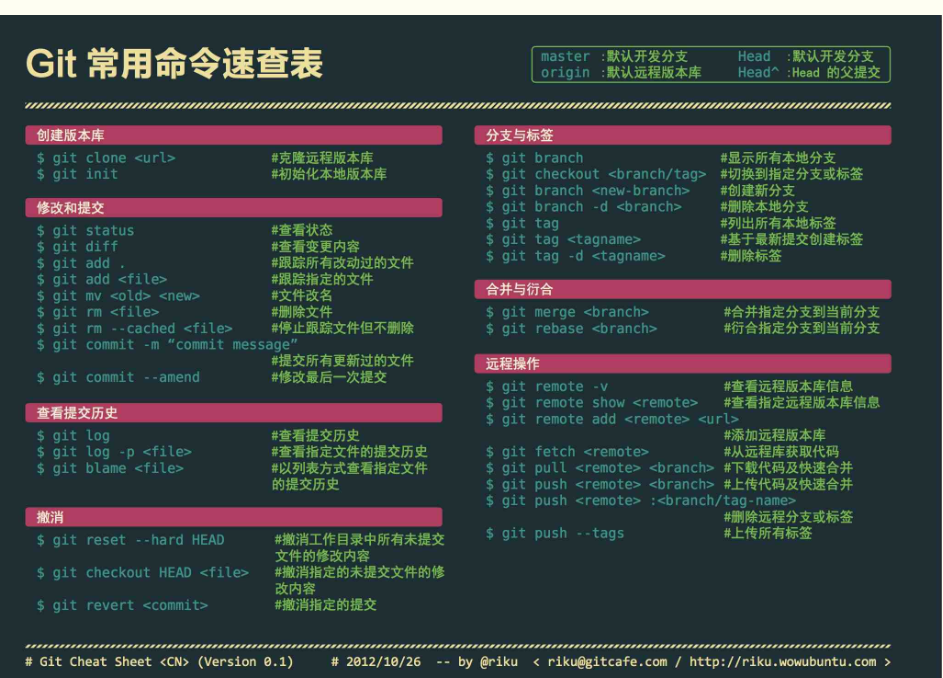 Git 常用命令速查表
master :默认开发分支 Head :默认开发分支
origin :默认远程版本库 Head^ :Head 的父提交
创建版本库
$ git clone <url> #克隆远程版本库
$ git init #初始化本地版本库
修改和提交
$ git status #查看状态
$ git diff #查看变更内容
$ git add . #跟踪所有改动过的文件
$ git add <file> #跟踪指定的文件
$ git mv <old> <new> #文件改名
$ git rm <file> #删除文件
$ git rm --cached <file> #停止跟踪文件但不删除
$ git commit -m “commit message”
#提交所有更新过的文件
$ git commit --amend #修改最后一次提交
查看提交历史
$ git log #查看提交历史
$ git log -p <file> #查看指定文件的提交历史
$ git blame <file> #以列表方式查看指定文件
的提交历史
撤消
$ git reset --hard HEAD #撤消工作目录中所有未提交
文件的修改内容
$ git checkout HEAD <file> #撤消指定的未提交文件的修
改内容
$ git revert <commit> #撤消指定的提交
分支与标签
$ git branch #显示所有本地分支
$ git checkout <branch/tag> #切换到指定分支或标签
$ git branch <new-branch> #创建新分支
$ git branch -d <branch> #删除本地分支
$ git tag #列出所有本地标签
$ git tag <tagname> #基于最新提交创建标签
$ git tag -d <tagname> #删除标签
合并与衍合
$ git merge <branch> #合并指定分支到当前分支
$ git rebase <branch> #衍合指定分支到当前分支
远程操作
$ git remote -v #查看远程版本库信息
$ git remote show <remote> #查看指定远程版本库信息
$ git remote add <remote> <url>
#添加远程版本库
$ git fetch <remote> #从远程库获取代码
$ git pull <remote> <branch> #下载代码及快速合并
$ git push <remote> <branch> #上传代码及快速合并
$ git push <remote> :<branch/tag-name>
#删除远程分支或标签
$ git push --tags #上传所有标签
# Git Cheat Sheet <CN> (Version 0.1) # 2012/10/26 -- by @riku < riku@gitcafe.com / http://riku.wowubuntu.com >